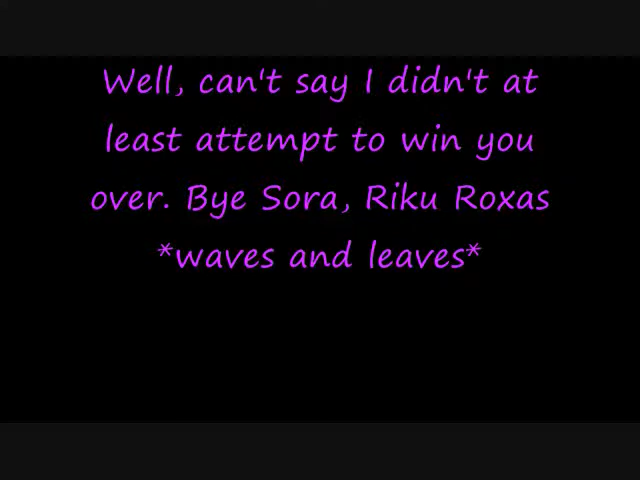 Well, can't say I didn't at
least attempt to win you
over. Bye Sora, Riku Roxas
*waves and leaves*